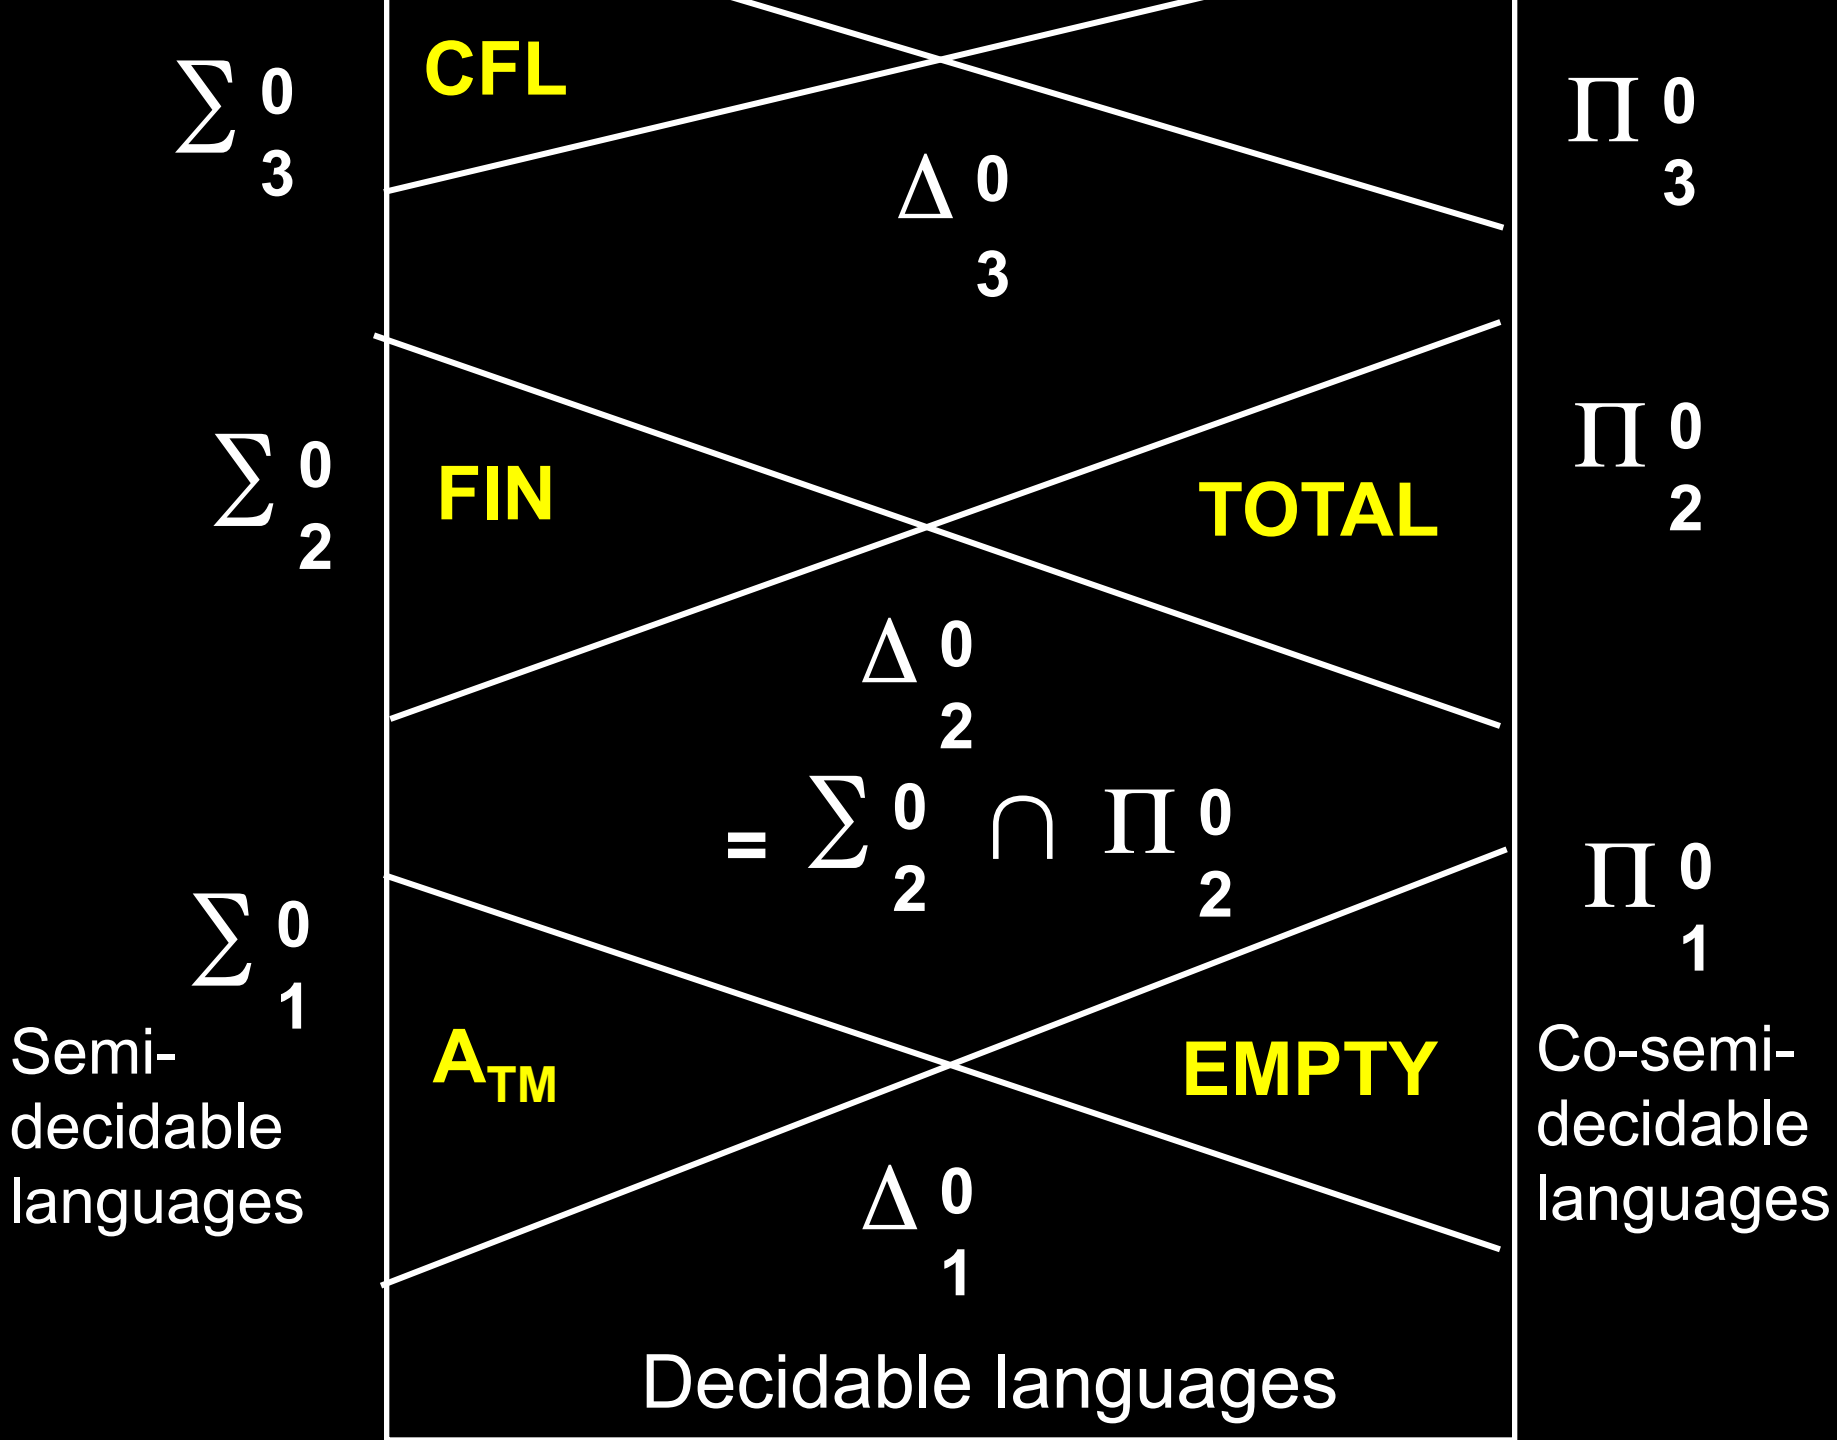 ∑ 0 3
CFL
Π 0 3
Δ 0 3
∑ 0 2
FIN
TOTAL
Π 0 2
Δ 0 2
= ∑ 0 2 ∩ Π 0 2
∑ 0 1
Π 0 1
Semi-
decidable
languages
A TM
EMPTY
Co-semi-
decidable
languages
Δ 0 1
Decidable languages